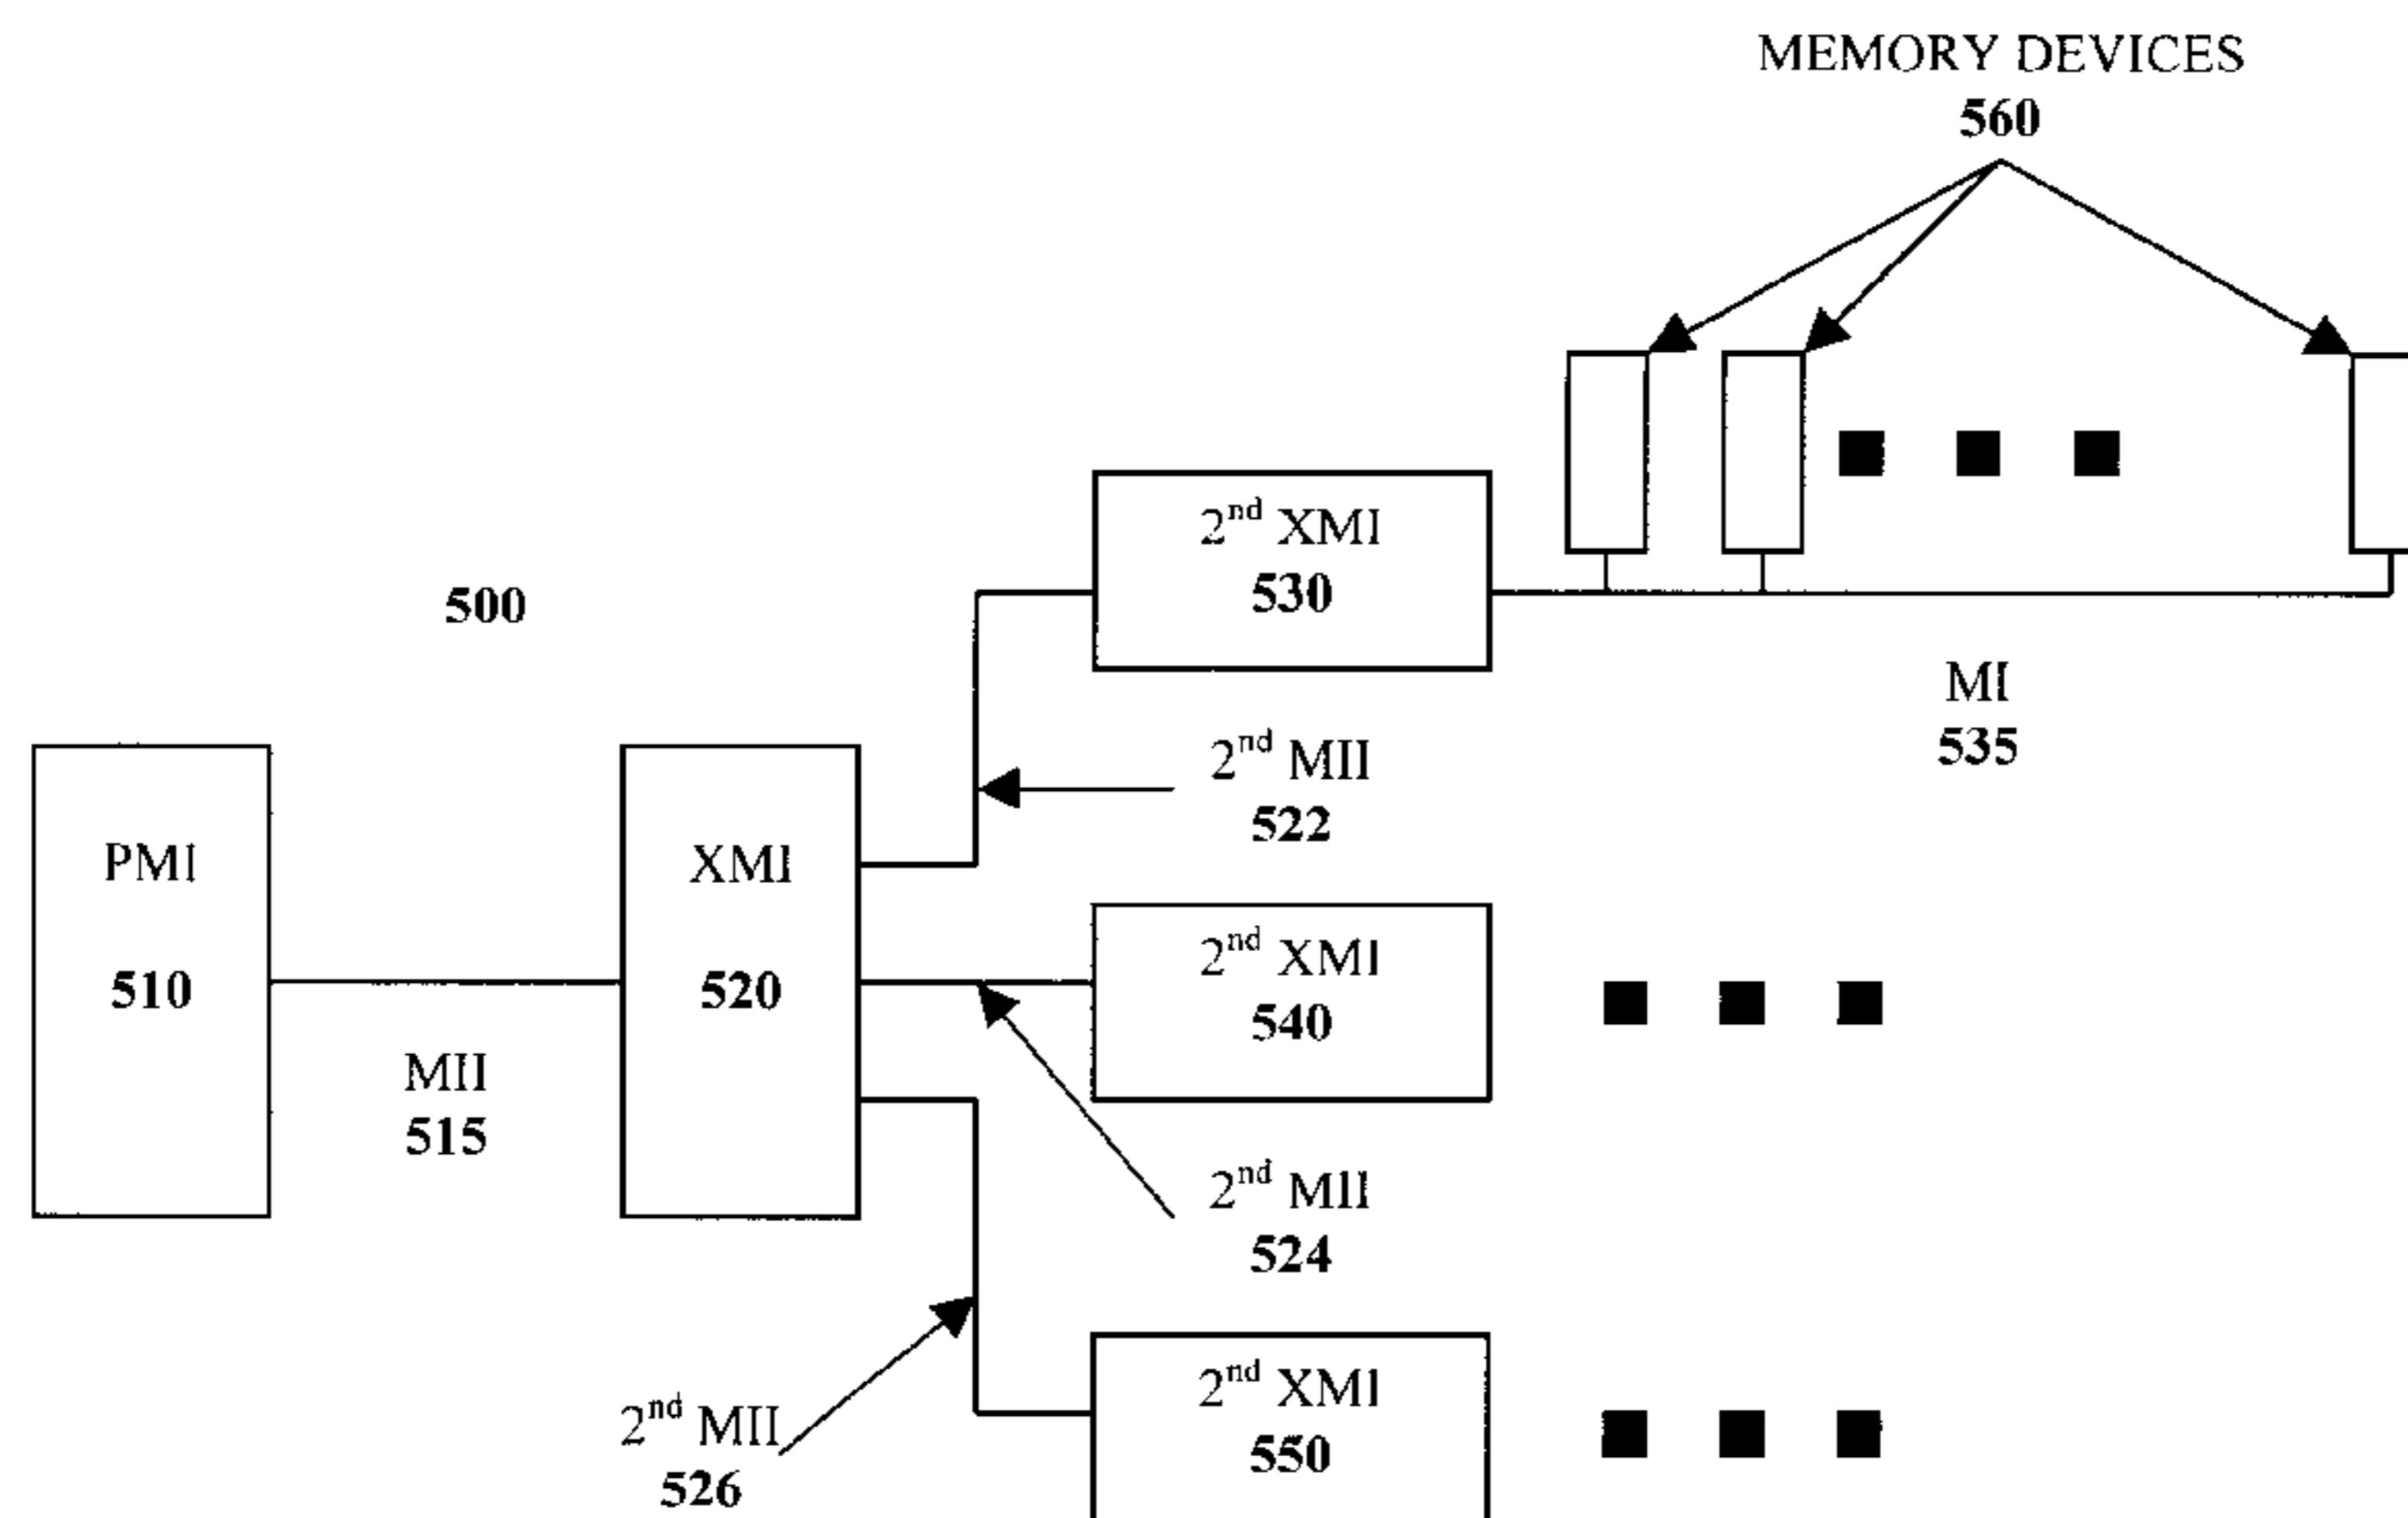 MEMORY DEVICES
560
2nd XMI
530
500
MI
535
2nd MII
522
PMI
510
XMI
520
2nd XMI
540
MII
515
2nd MII
524
2nd XMI
550
2nd MII
526